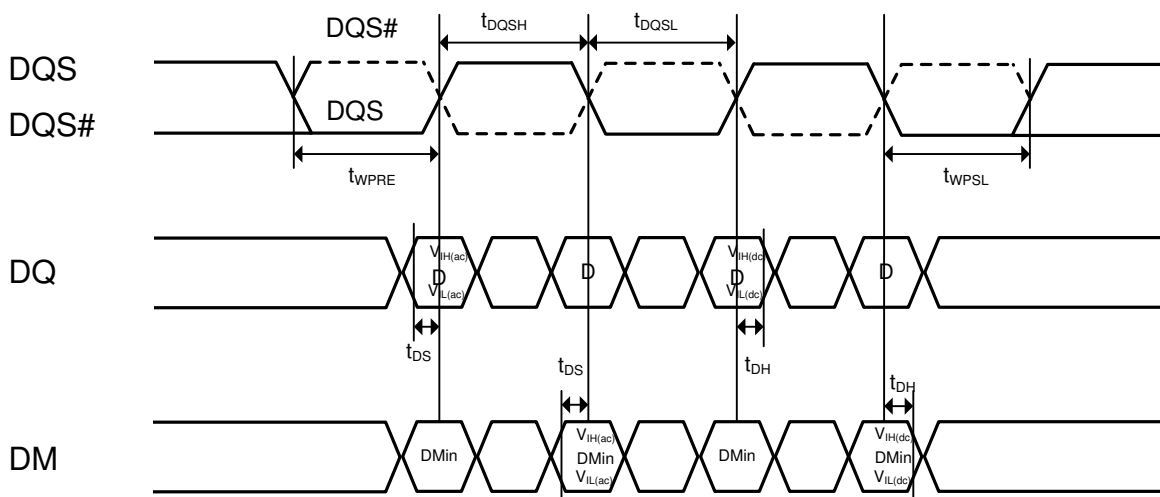 tDQSH
tDQSL
DQS#
DQS
DQS
DQS#
tWPRE
tWPSL
VIH(ac)
VIH(dc
DQ
D
D
D
D
VIL(ac)
VIL(dc)
tDS
tDS
tDH
tDH
VIH(ac)
VIH(dc)
DM
DMin
DMin
DMin
DMin
VIL(ac)
VIL(dc)